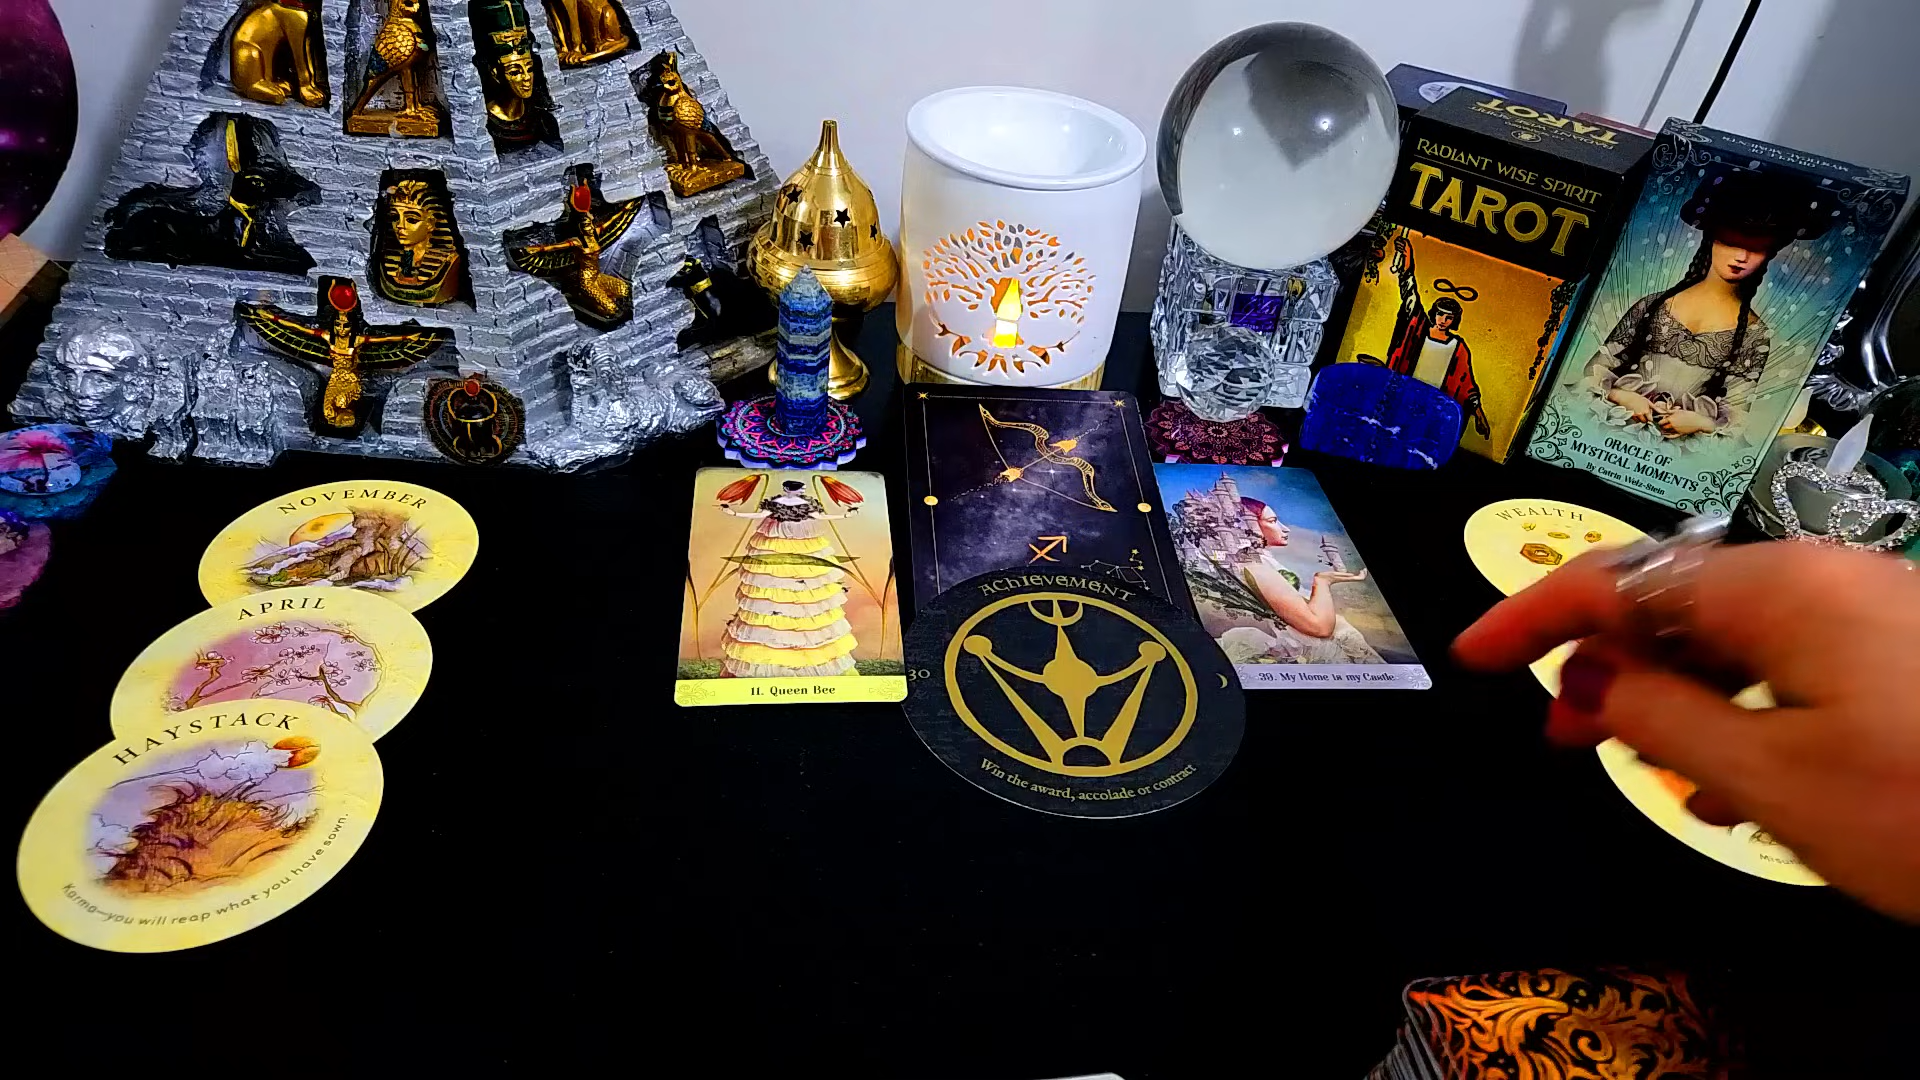 RADIANT WISE SPIRIT
TAROT
TAROT
ORACLE OF
MYSTICAL MOMENTS
By Catrin Welz-Stein
NOVEMBER
APRIL
HAYSTACK
Karma—you will reap what you have sown.
11. Queen Bee
ACHIEVEMENT
30
Win the award, accolade or contract
39. My Home is my Castle
WEALTH